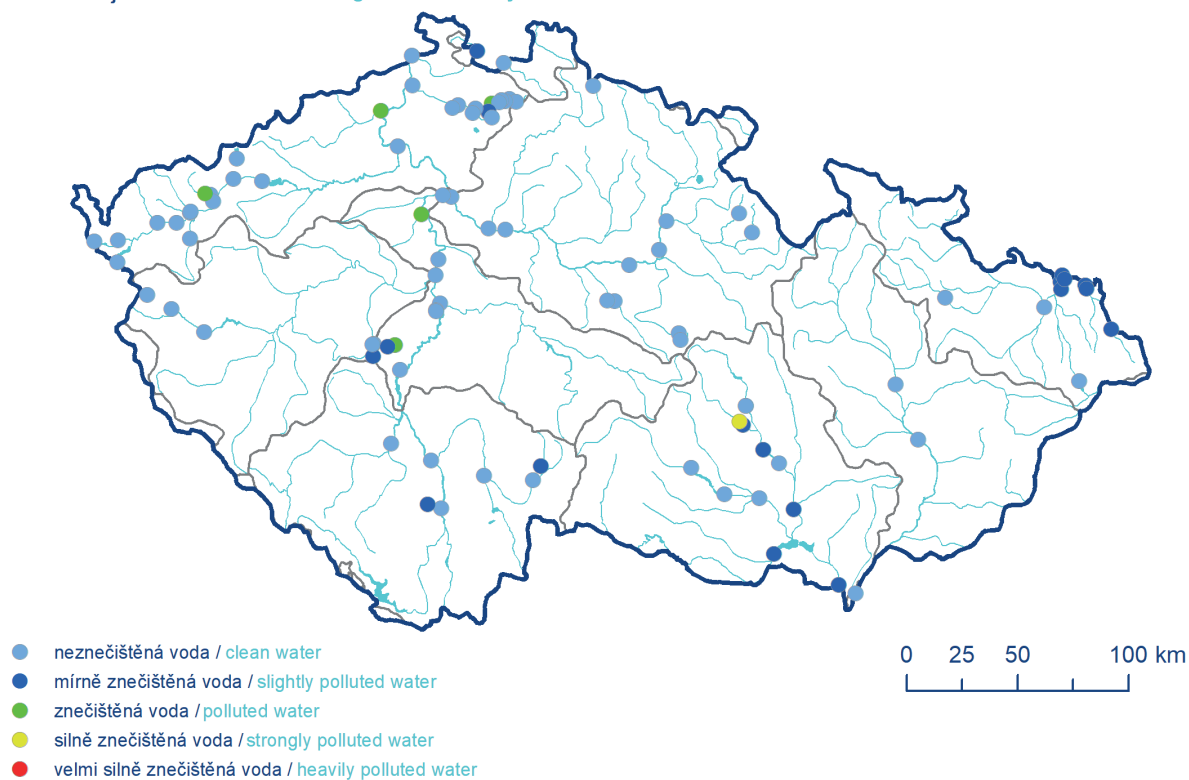 neznečištěná voda / clean water
mírně znečištěná voda / slightly polluted water
znečištěná voda / polluted water
silně znečištěná voda / strongly polluted water
velmi silně znečištěná voda / heavily polluted water
0 25 50 100 km